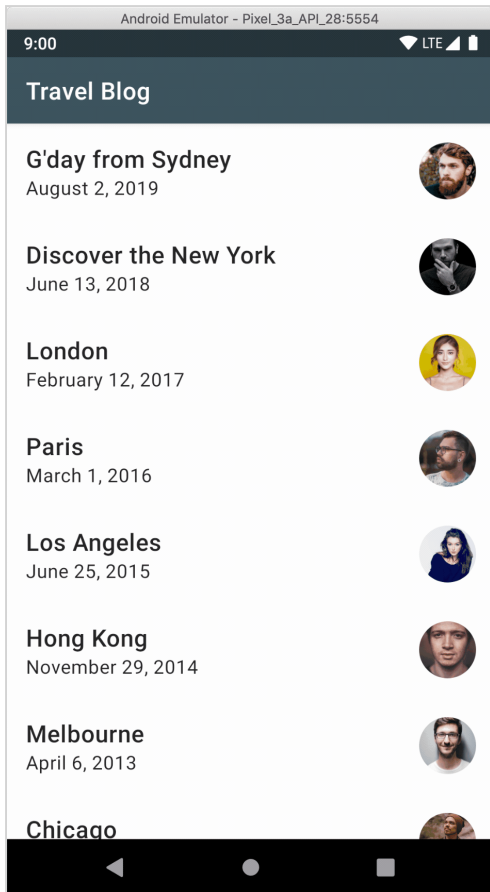 Android Emulator - Pixel_3a_API_28:5554
9:00 LTE
Travel Blog
G'day from Sydney
August 2, 2019
Discover the New York
June 13, 2018
London
February 12, 2017
Paris
March 1, 2016
Los Angeles
June 25, 2015
Hong Kong
November 29, 2014
Melbourne
April 6, 2013
Chicago